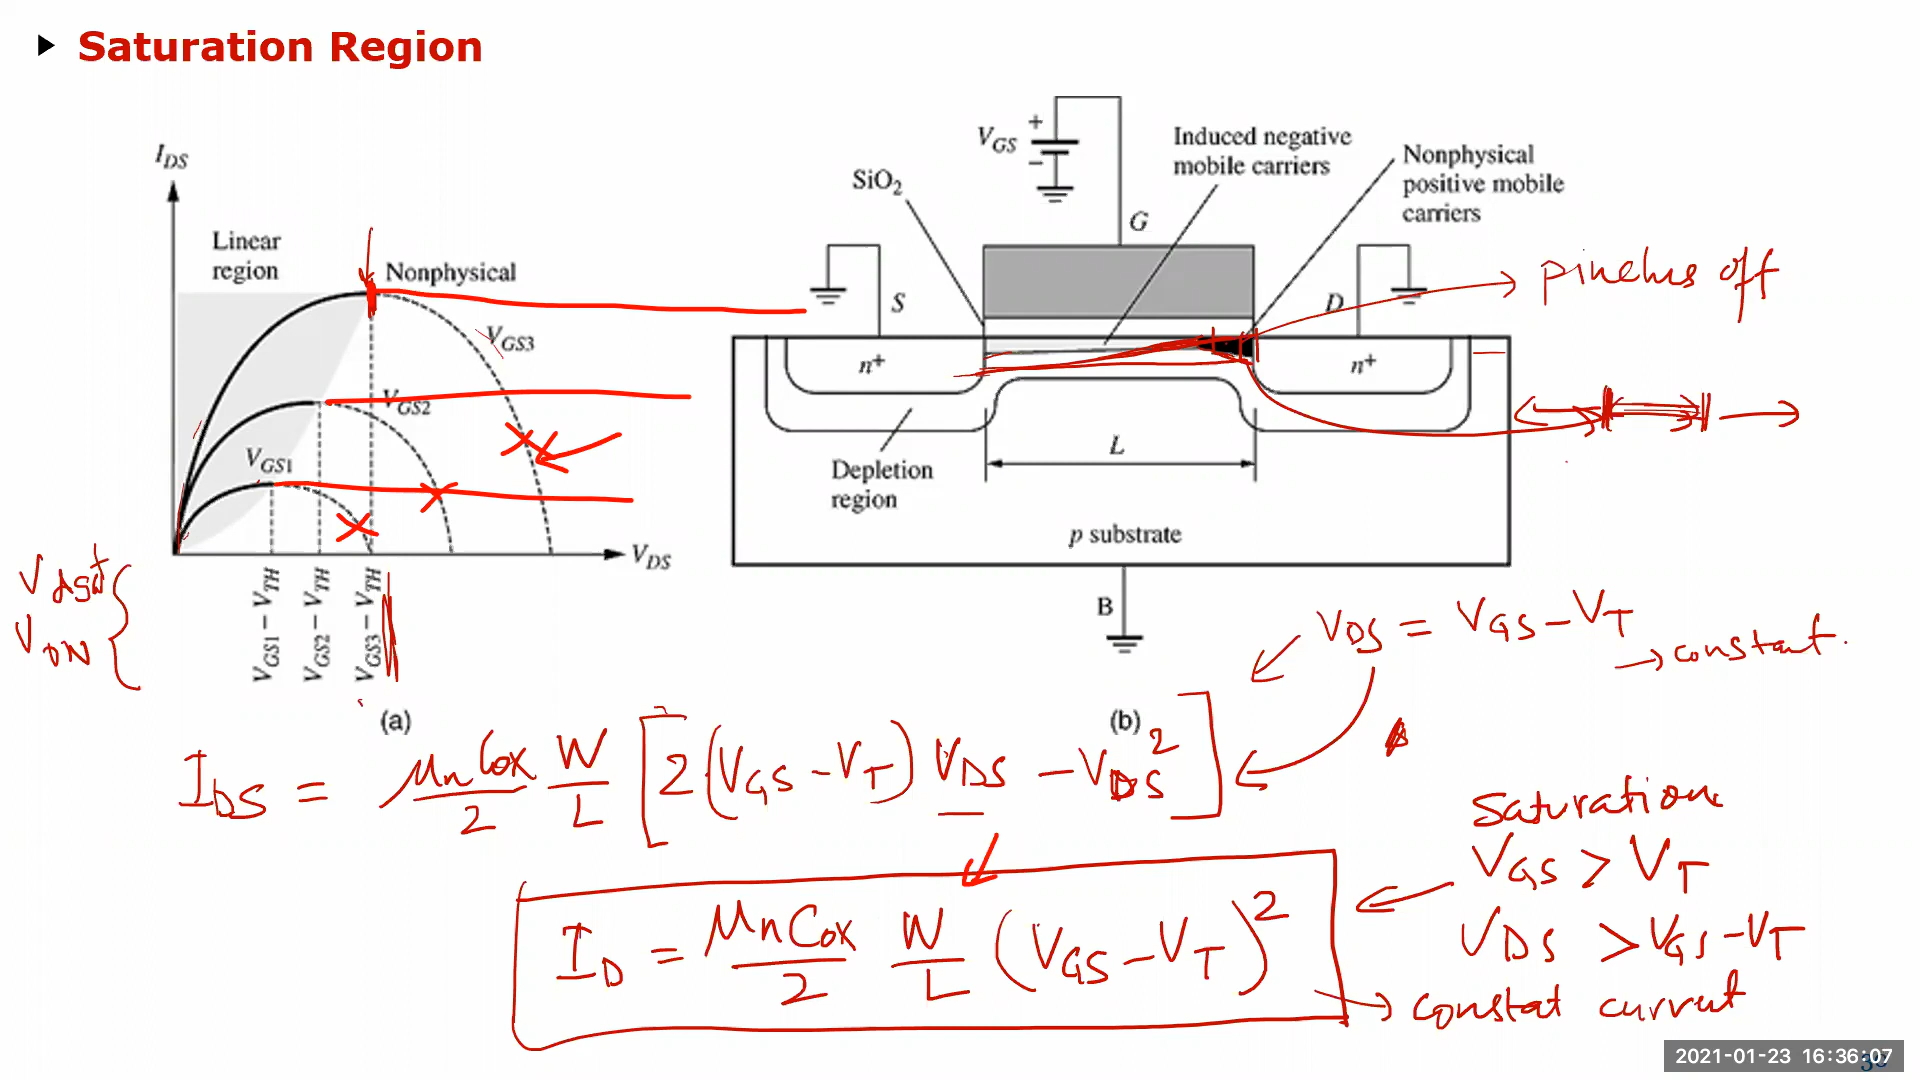 Saturation Region
I_DS
Linear
region
Nonphysical
V_GS3
V_GS2
V_GS1
V_DS
V_GS1 – V_TH
V_GS2 – V_TH
V_GS3 – V_TH
(a)
V_dsat
V_ON
V_GS
+
−
SiO₂
Induced negative
mobile carriers
Nonphysical
positive mobile
carriers
G
S
D
→ pinches off
n⁺
n⁺
Depletion
region
L
p substrate
B
(b)
V_DS = V_GS − V_T
→ constant.
I_DS = μnCox/2 W/L [2(V_GS − V_T) V_DS − V_DS²]
Saturation
V_GS > V_T
V_DS > V_GS − V_T
I_D = μnCox/2 W/L (V_GS − V_T)²
→ constat current
2021-01-23 16:36:07